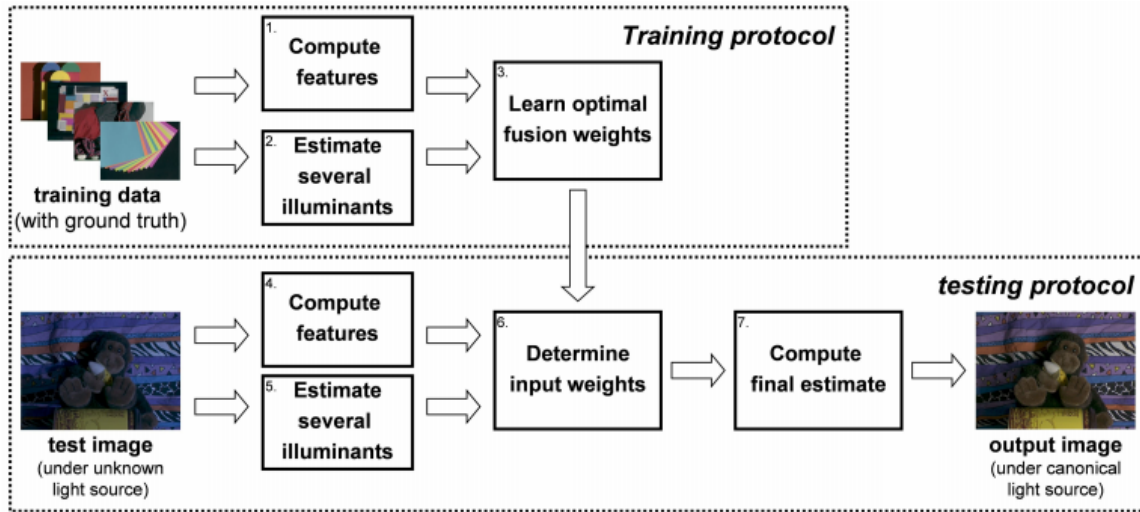 Training protocol
1.
Compute
features
2.
Estimate
several
illuminants
3.
Learn optimal
fusion weights
training data
(with ground truth)
testing protocol
4.
Compute
features
5.
Estimate
several
illuminants
6.
Determine
input weights
7.
Compute
final estimate
test image
(under unknown
light source)
output image
(under canonical
light source)